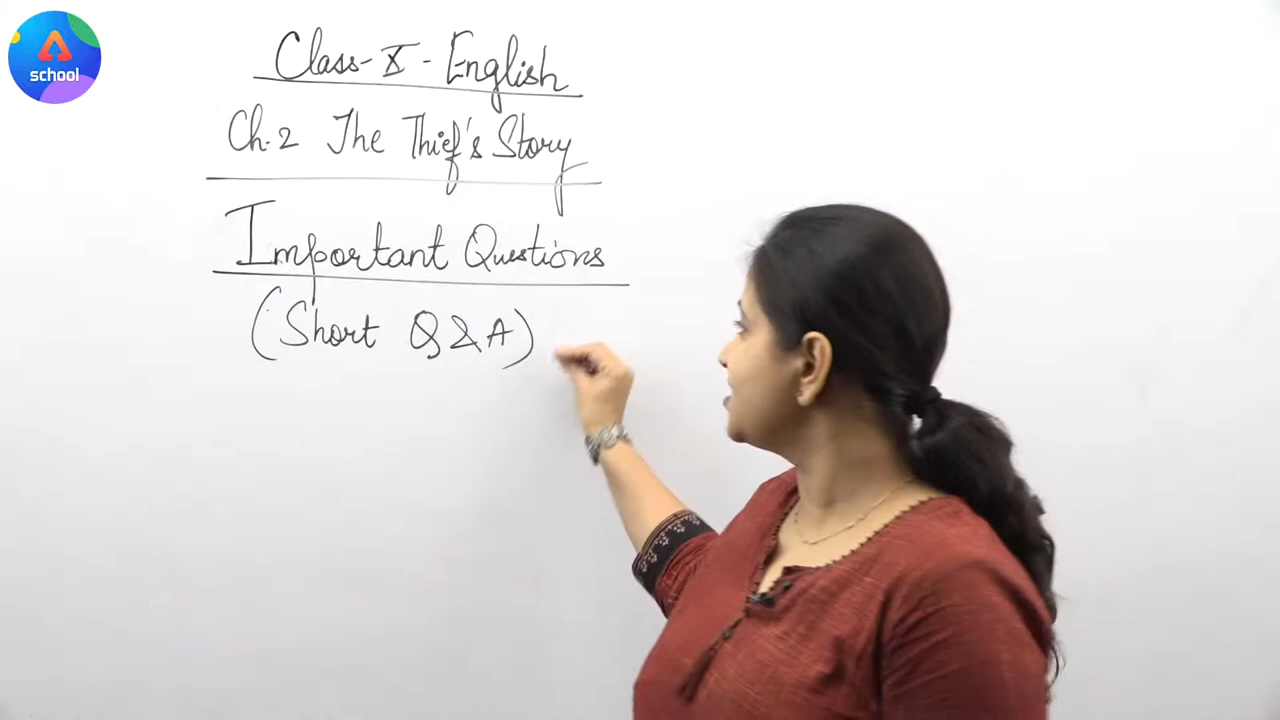 A
school
Class-X - English
Ch.2 The Thief's Story
Important Questions
(Short Q & A)